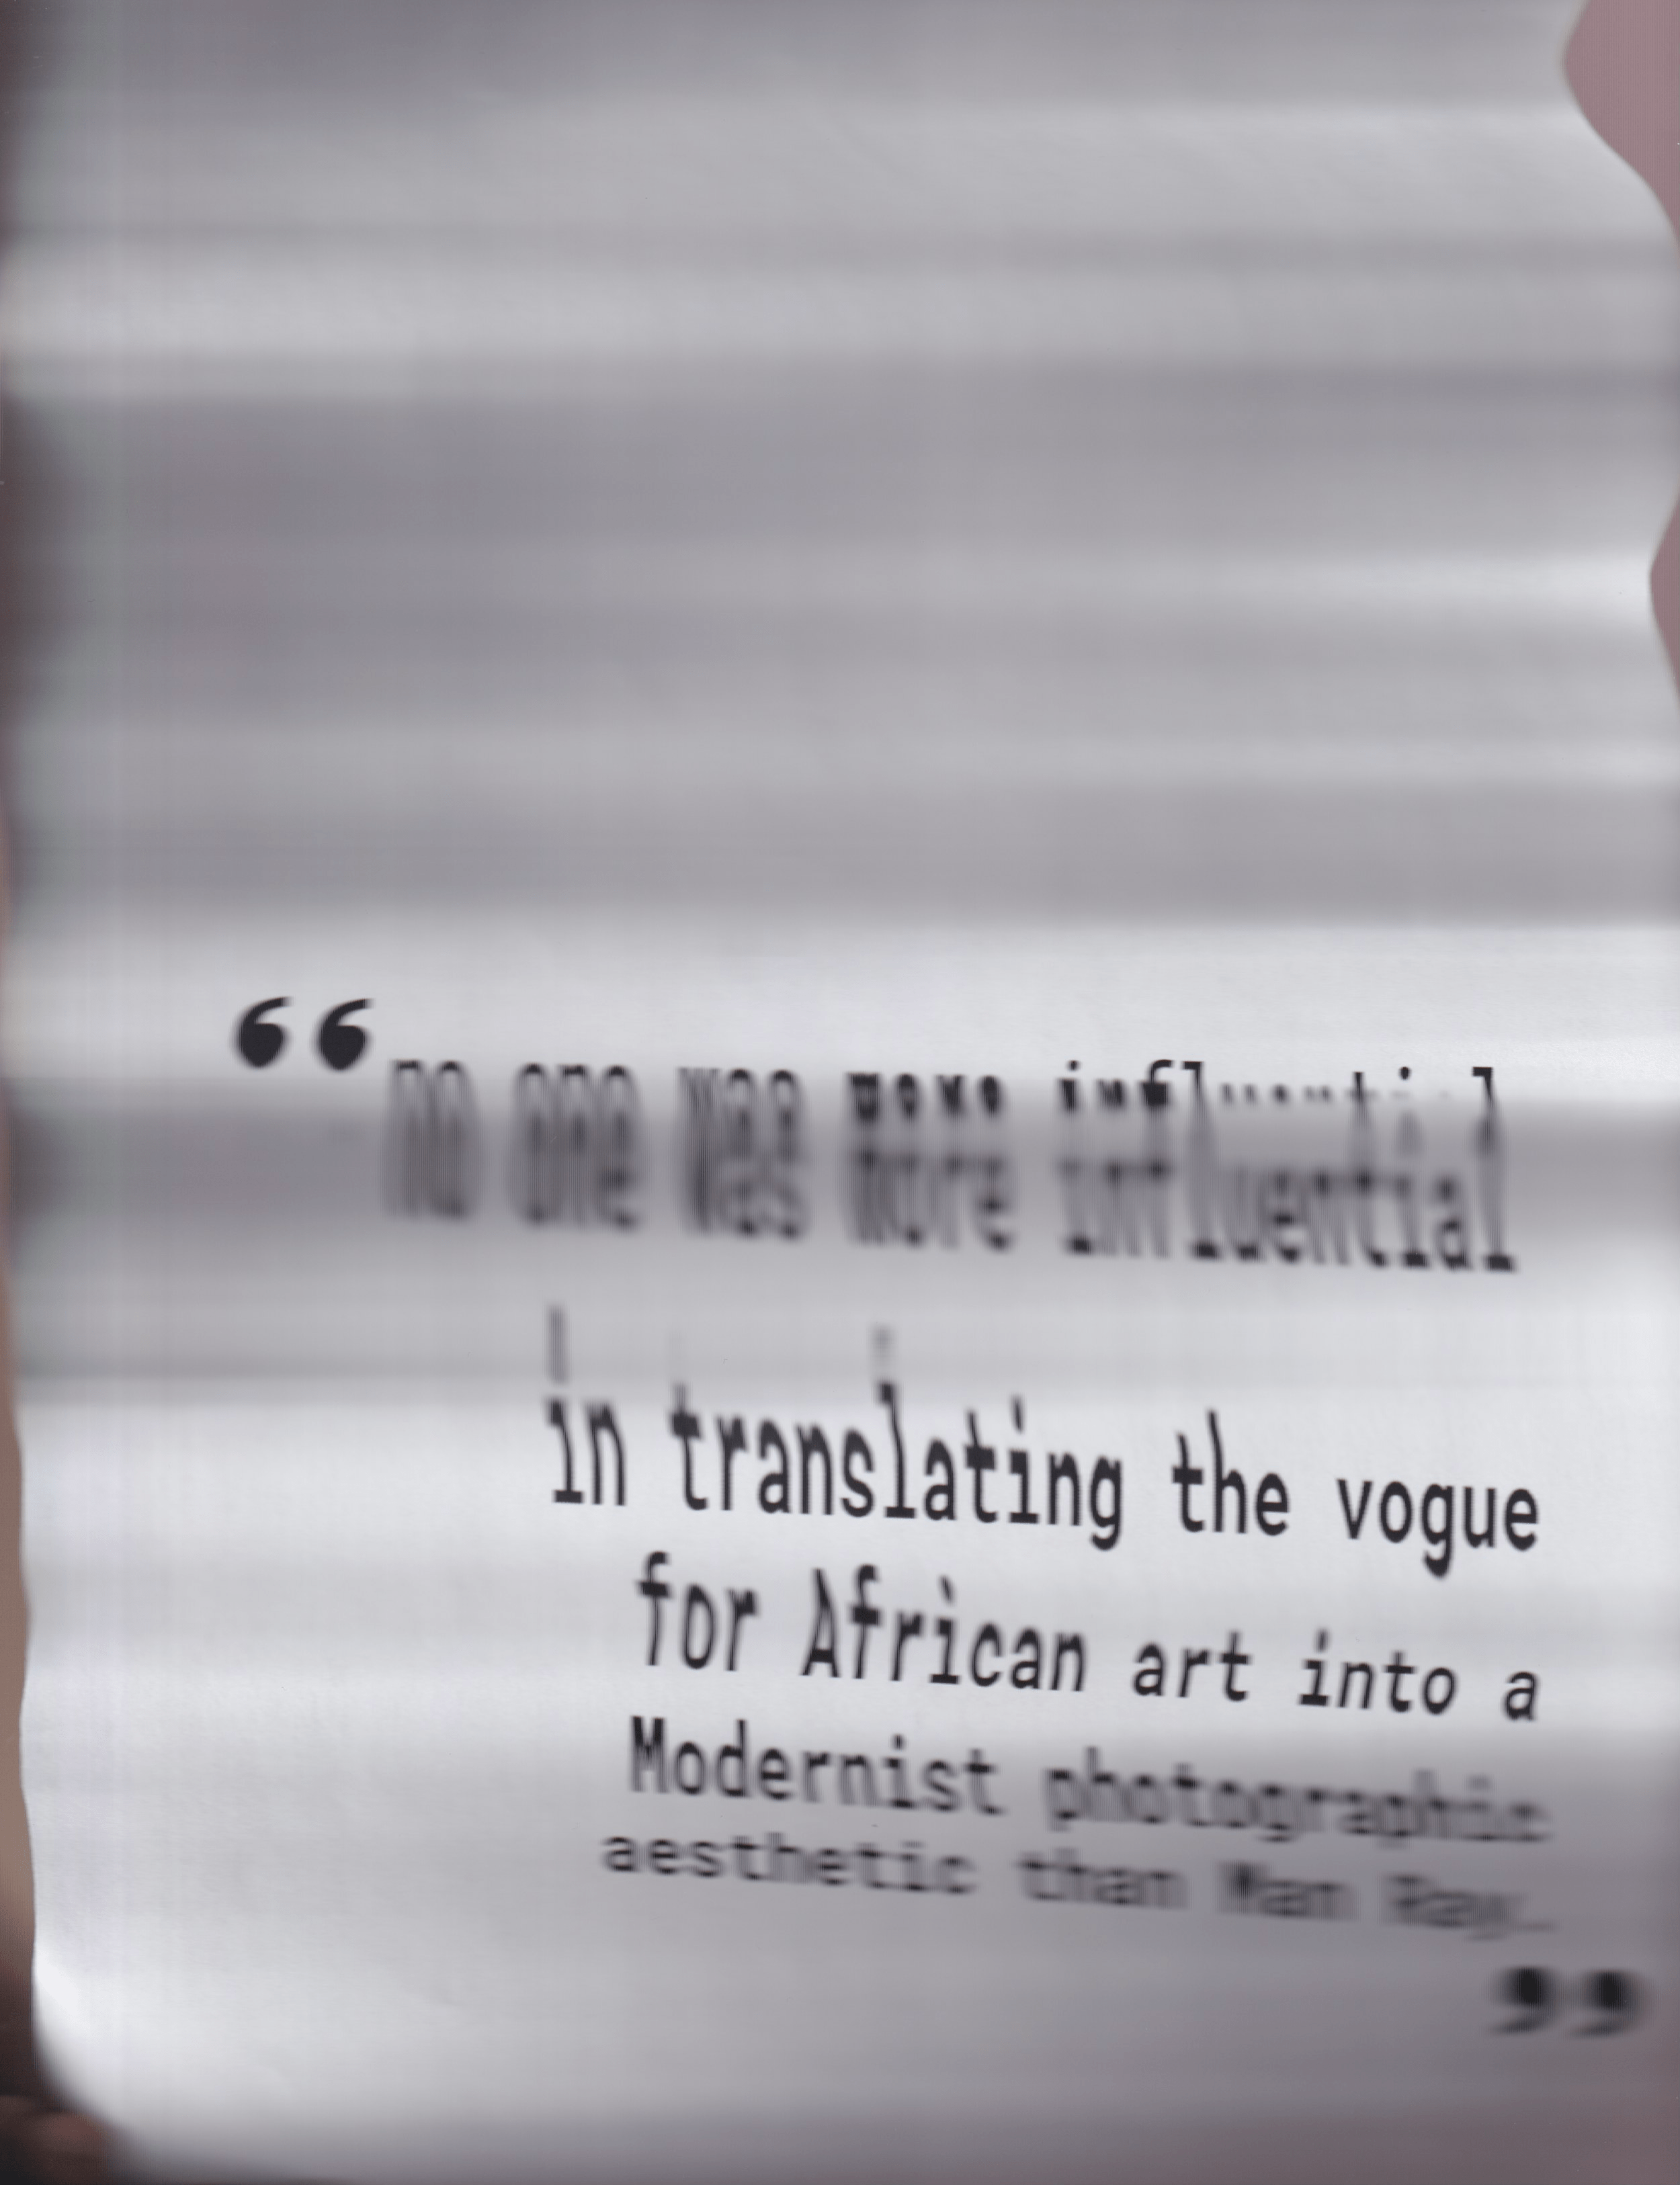 “no one was more influential
in translating the vogue
for African art into a
Modernist photographic
aesthetic than Man Ray…
”